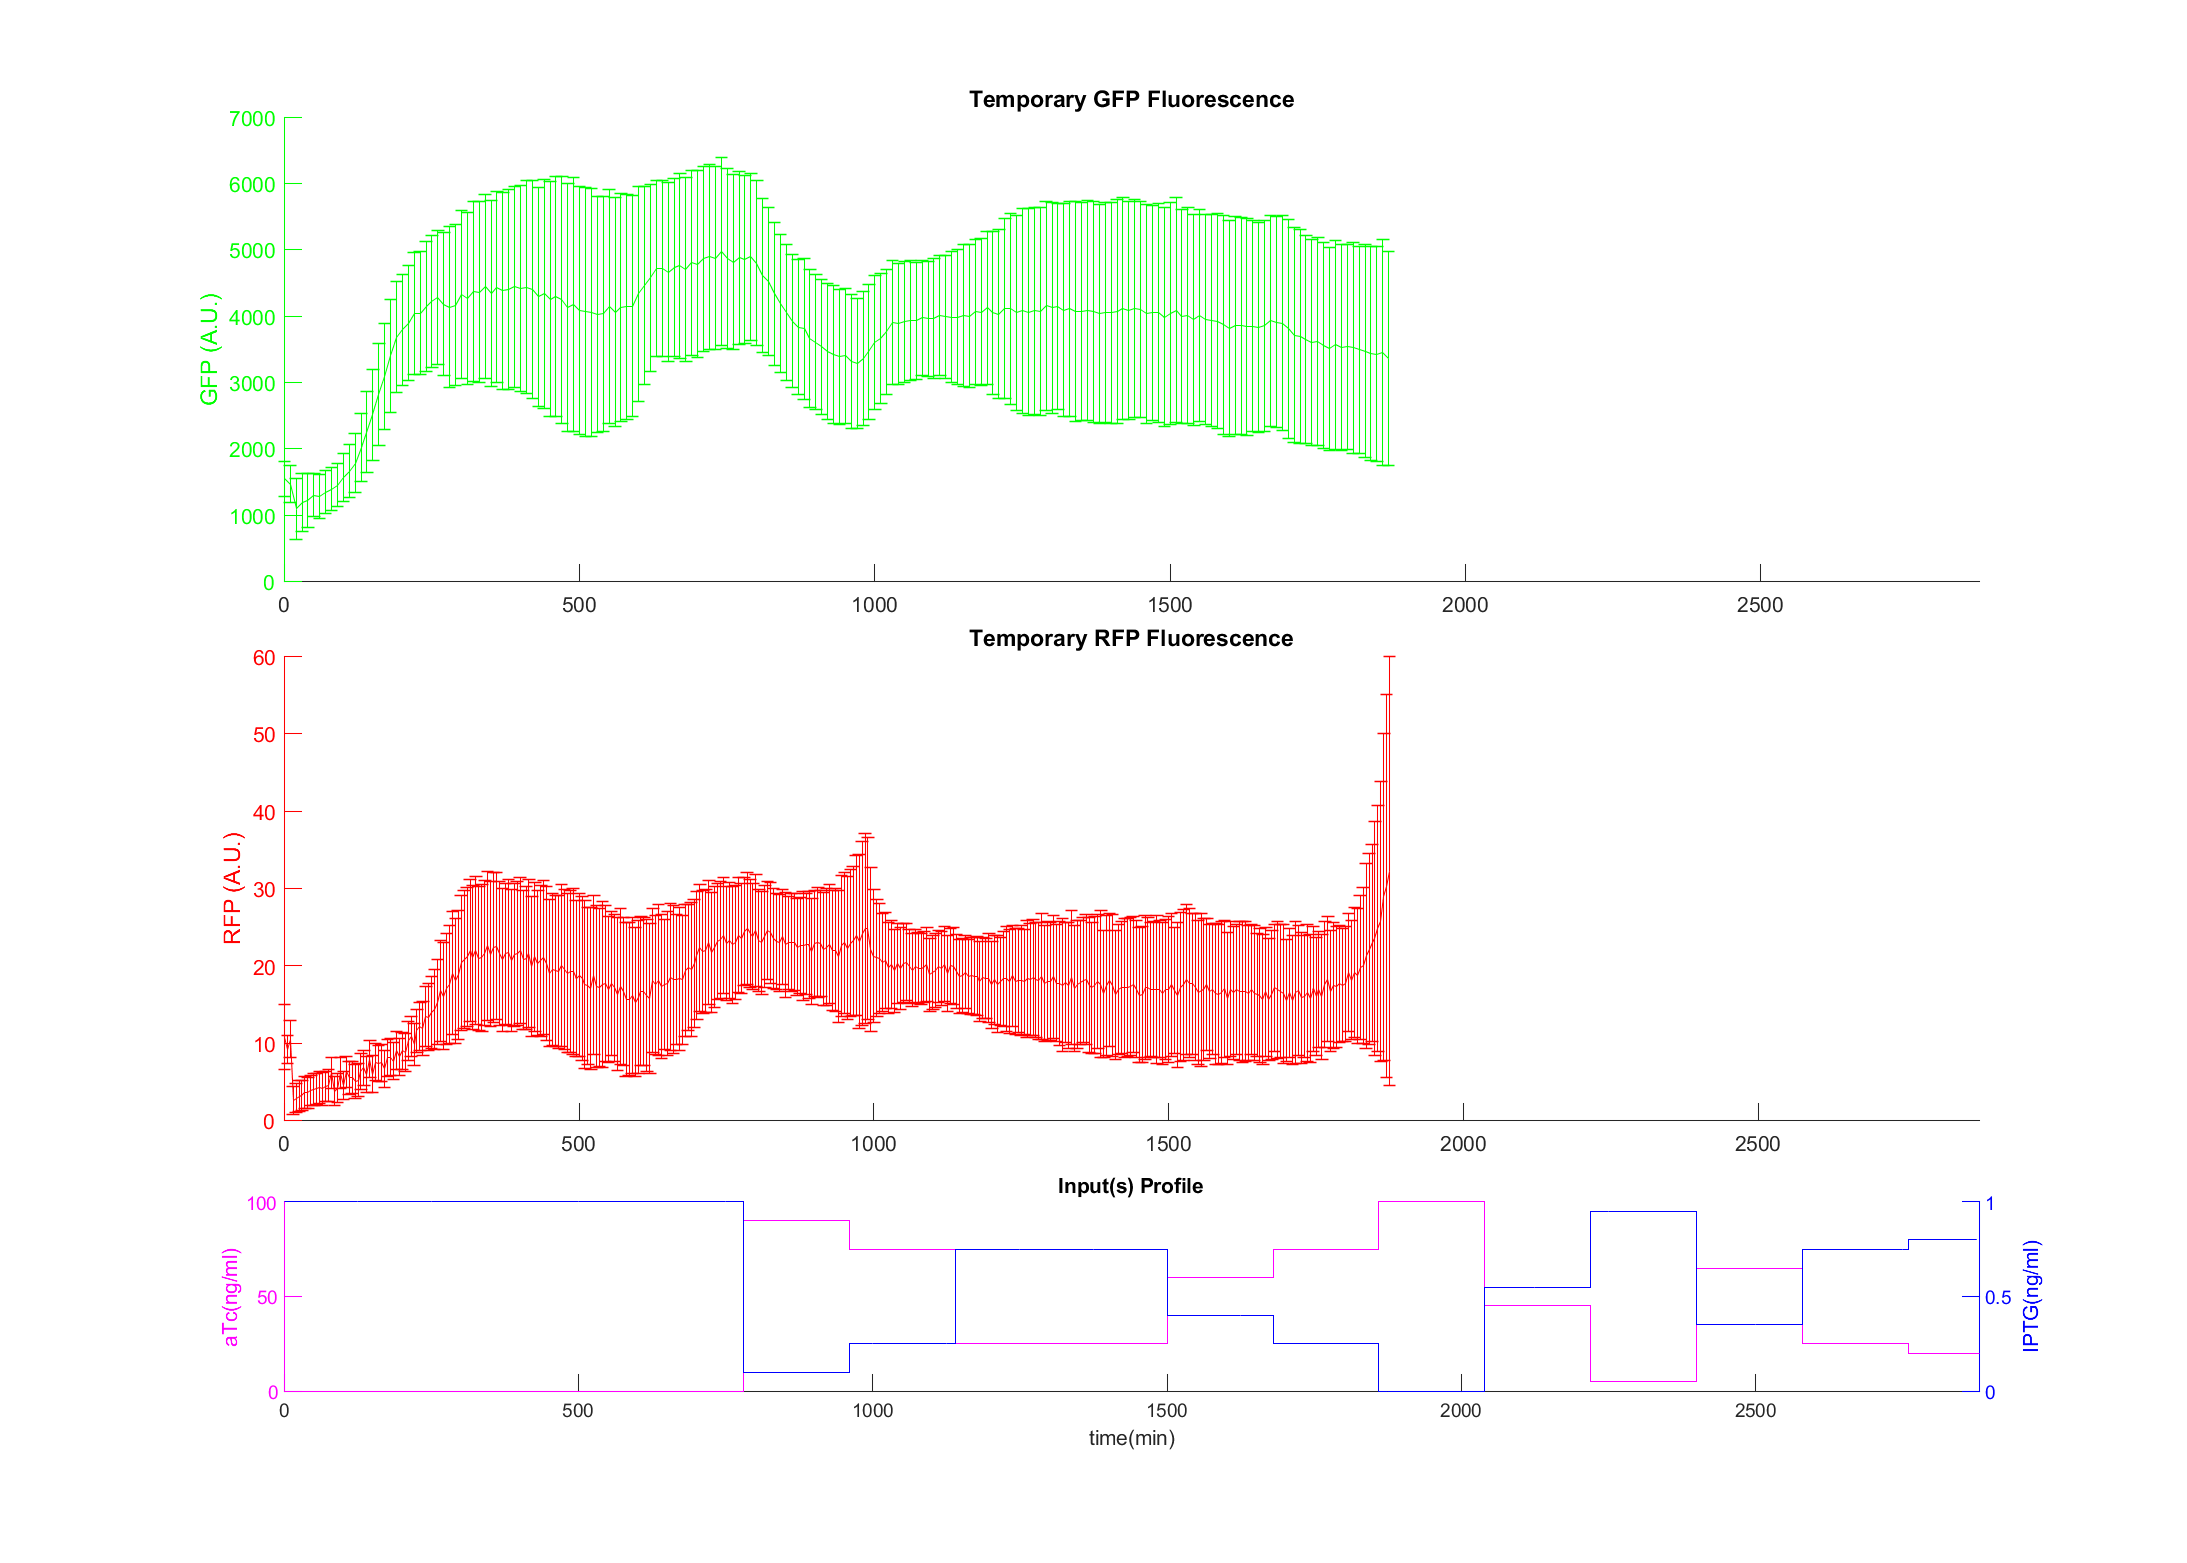 Temporary GFP Fluorescence
7000
6000
5000
4000
3000
2000
1000
0
GFP (A.U.)
0 500 1000 1500 2000 2500
Temporary RFP Fluorescence
60
50
40
30
20
10
0
RFP (A.U.)
0 500 1000 1500 2000 2500
Input(s) Profile
100
50
0
aTc(ng/ml)
1
0.5
0
IPTG(ng/ml)
0 500 1000 1500 2000 2500
time(min)